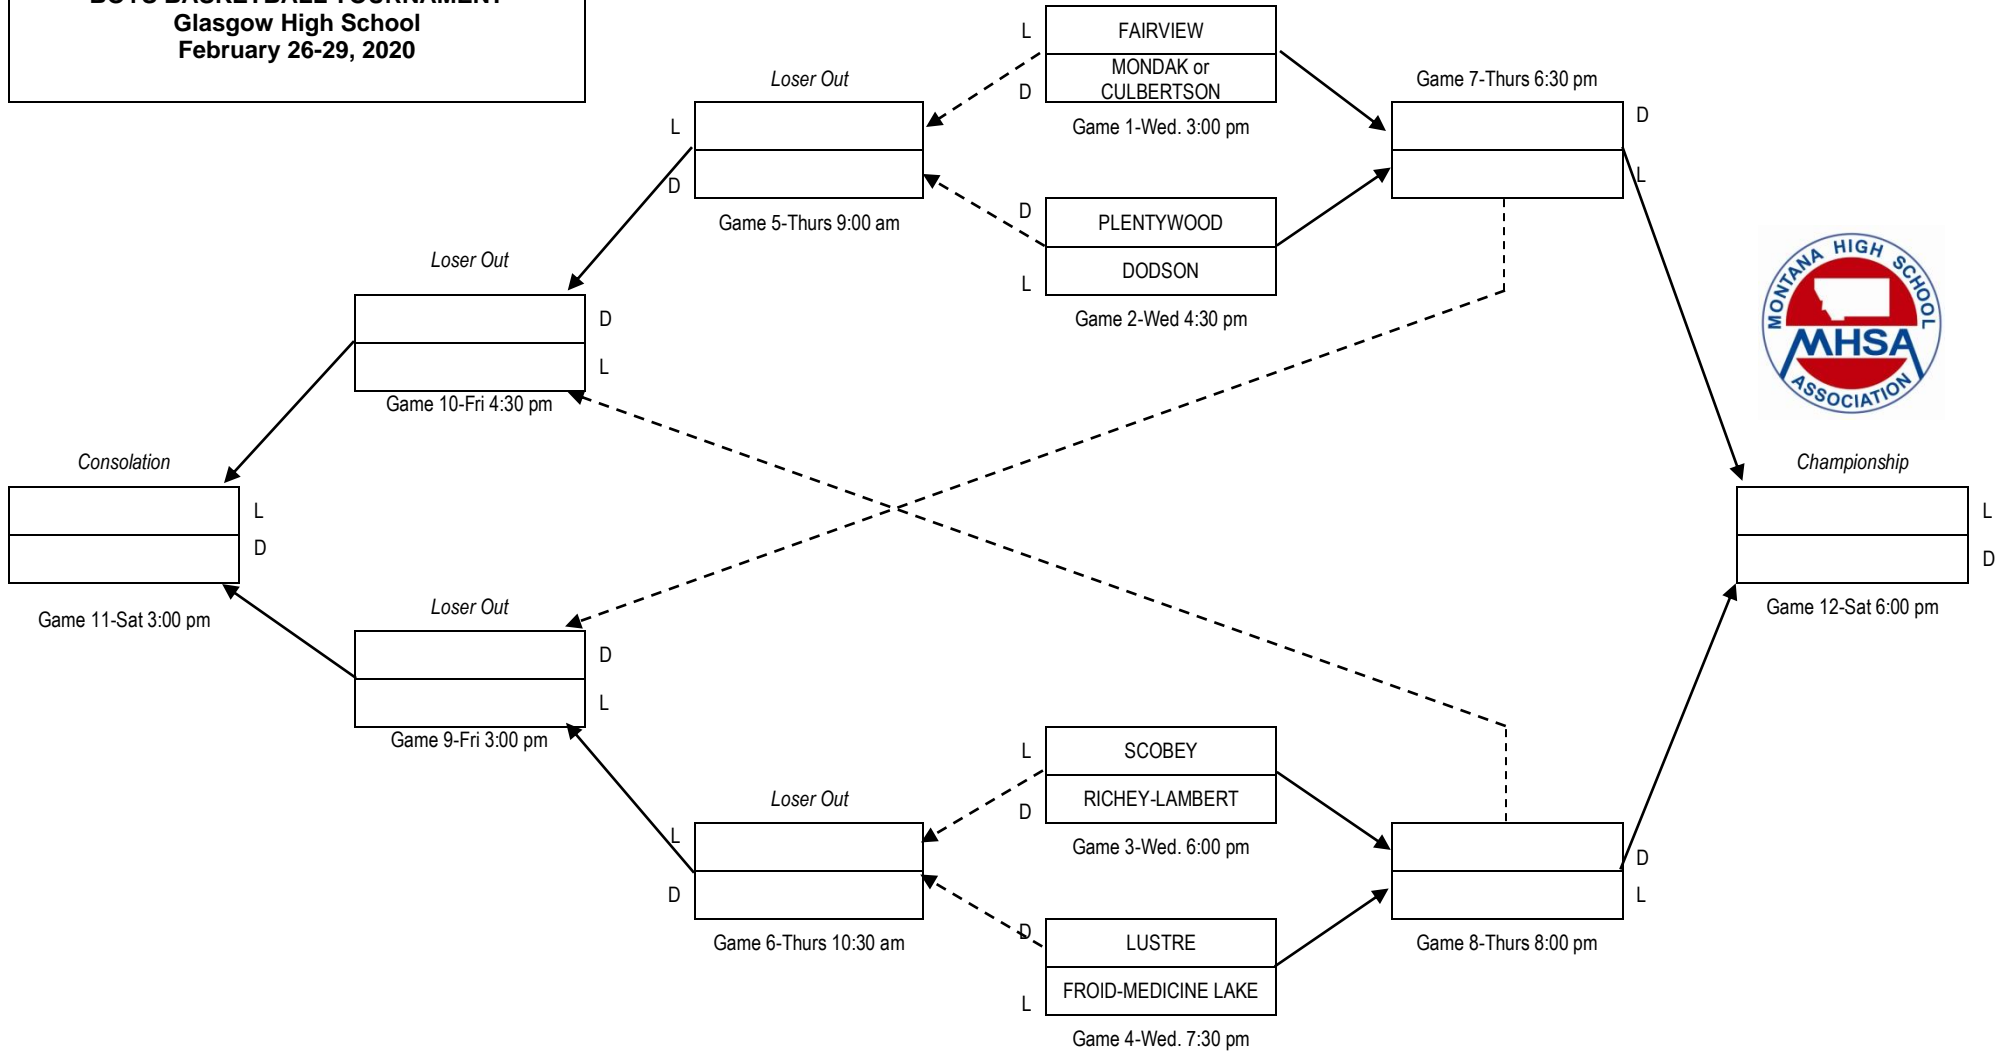 BOYS BASKETBALL TOURNAMENT
Glasgow High School
February 26-29, 2020
L
FAIRVIEW
D
MONDAK or
CULBERTSON
Game 1-Wed. 3:00 pm
Loser Out
L
D
Game 5-Thurs 9:00 am
Game 7-Thurs 6:30 pm
D
L
D
PLENTYWOOD
L
DODSON
Game 2-Wed 4:30 pm
Loser Out
D
L
Game 10-Fri 4:30 pm
MONTANA HIGH SCHOOL
MHSA
ASSOCIATION
Consolation
L
D
Game 11-Sat 3:00 pm
Championship
L
D
Game 12-Sat 6:00 pm
Loser Out
D
L
Game 9-Fri 3:00 pm
L
SCOBEY
D
RICHEY-LAMBERT
Game 3-Wed. 6:00 pm
Loser Out
L
D
Game 6-Thurs 10:30 am
D
L
Game 8-Thurs 8:00 pm
D
LUSTRE
L
FROID-MEDICINE LAKE
Game 4-Wed. 7:30 pm